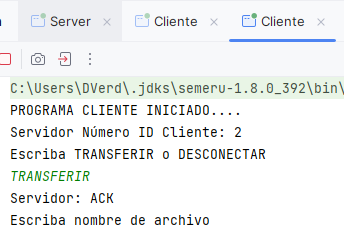 Server Cliente Cliente
C:\Users\DVerd\.jdks\semeru-1.8.0_392\bin\
PROGRAMA CLIENTE INICIADO....
Servidor Número ID Cliente: 2
Escriba TRANSFERIR o DESCONECTAR
TRANSFERIR
Servidor: ACK
Escriba nombre de archivo